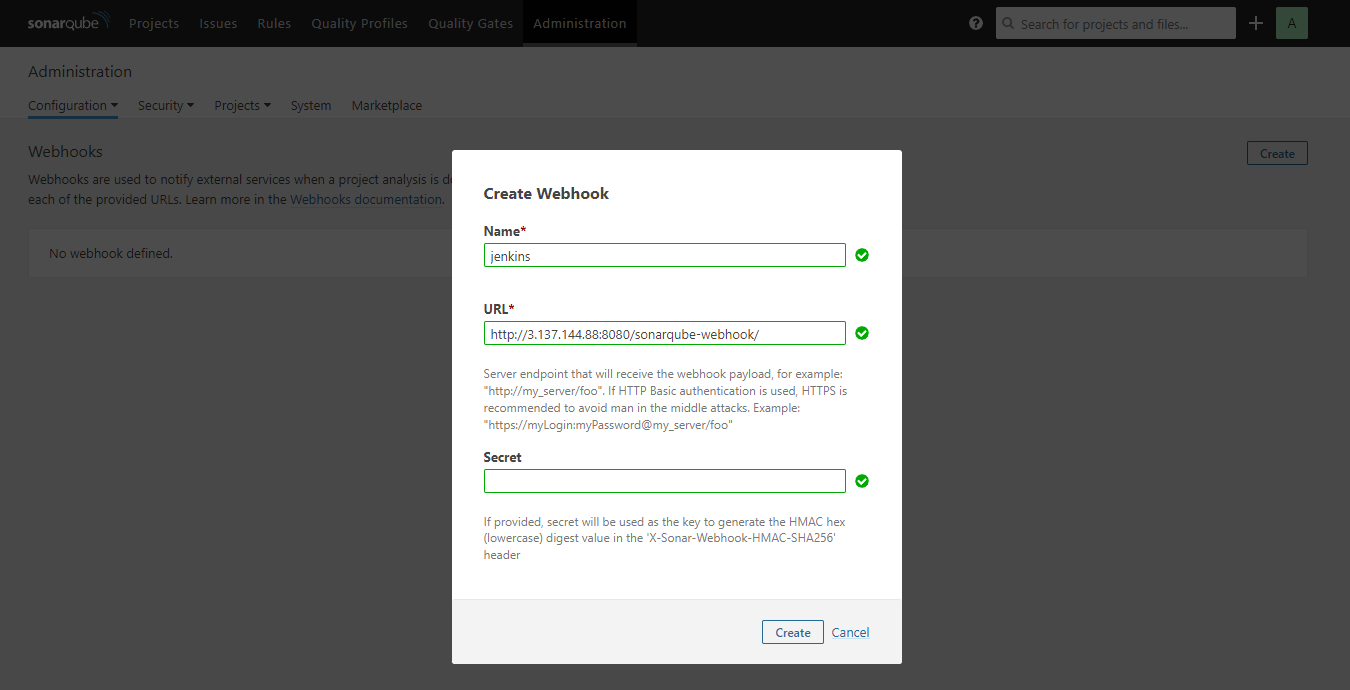 sonarqube Projects Issues Rules Quality Profiles Quality Gates Administration ? Search for projects and files... + A
Administration
Configuration Security Projects System Marketplace
Webhooks
Create
Webhooks are used to notify external services when a project analysis is d
each of the provided URLs. Learn more in the Webhooks documentation.
No webhook defined.
Create Webhook
Name*
jenkins
URL*
http://3.137.144.88:8080/sonarqube-webhook/
Server endpoint that will receive the webhook payload, for example:
"http://my_server/foo". If HTTP Basic authentication is used, HTTPS is
recommended to avoid man in the middle attacks. Example:
"https://myLogin:myPassword@my_server/foo"
Secret
If provided, secret will be used as the key to generate the HMAC hex
(lowercase) digest value in the 'X-Sonar-Webhook-HMAC-SHA256'
header
Create Cancel